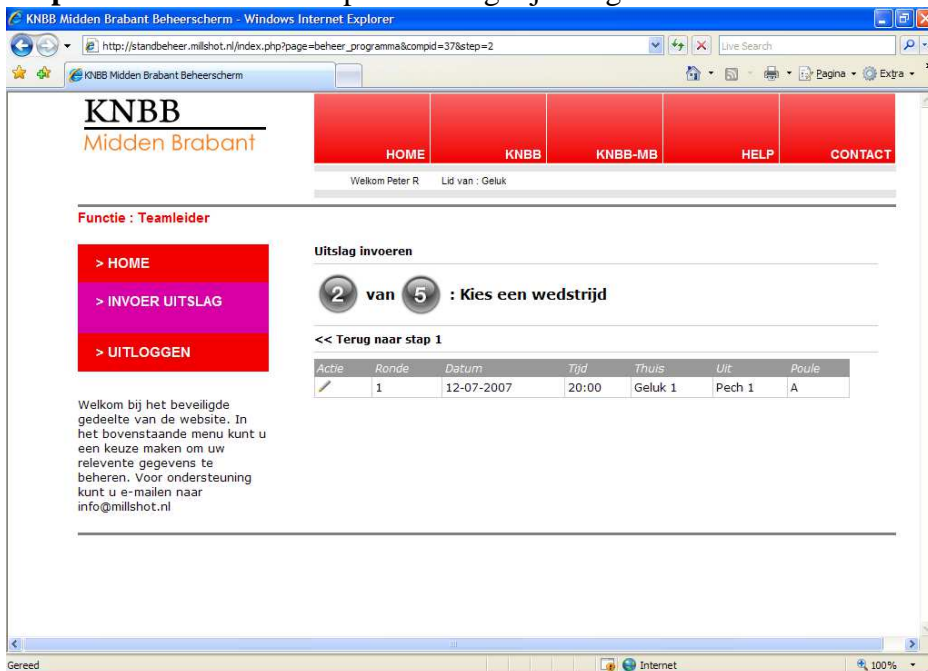 KNBB Midden Brabant Beheerscherm - Windows Internet Explorer
http://standbeheer.millshot.nl/index.php?page=beheer_programma&compid=37&step=2
Live Search
KNBB Midden Brabant Beheerscherm
Pagina
Extra
KNBB
Midden Brabant
HOME
KNBB
KNBB-MB
HELP
CONTACT
Welkom Peter R Lid van : Geluk
Functie : Teamleider
> HOME
> INVOER UITSLAG
> UITLOGGEN
Welkom bij het beveiligde
gedeelte van de website. In
het bovenstaande menu kunt u
een keuze maken om uw
relevente gegevens te
beheren. Voor ondersteuning
kunt u e-mailen naar
info@millshot.nl
Uitslag invoeren
2 van 5 : Kies een wedstrijd
<< Terug naar stap 1
Actie Ronde Datum Tijd Thuis Uit Poule
1 12-07-2007 20:00 Geluk 1 Pech 1 A
Gereed
Internet
100%